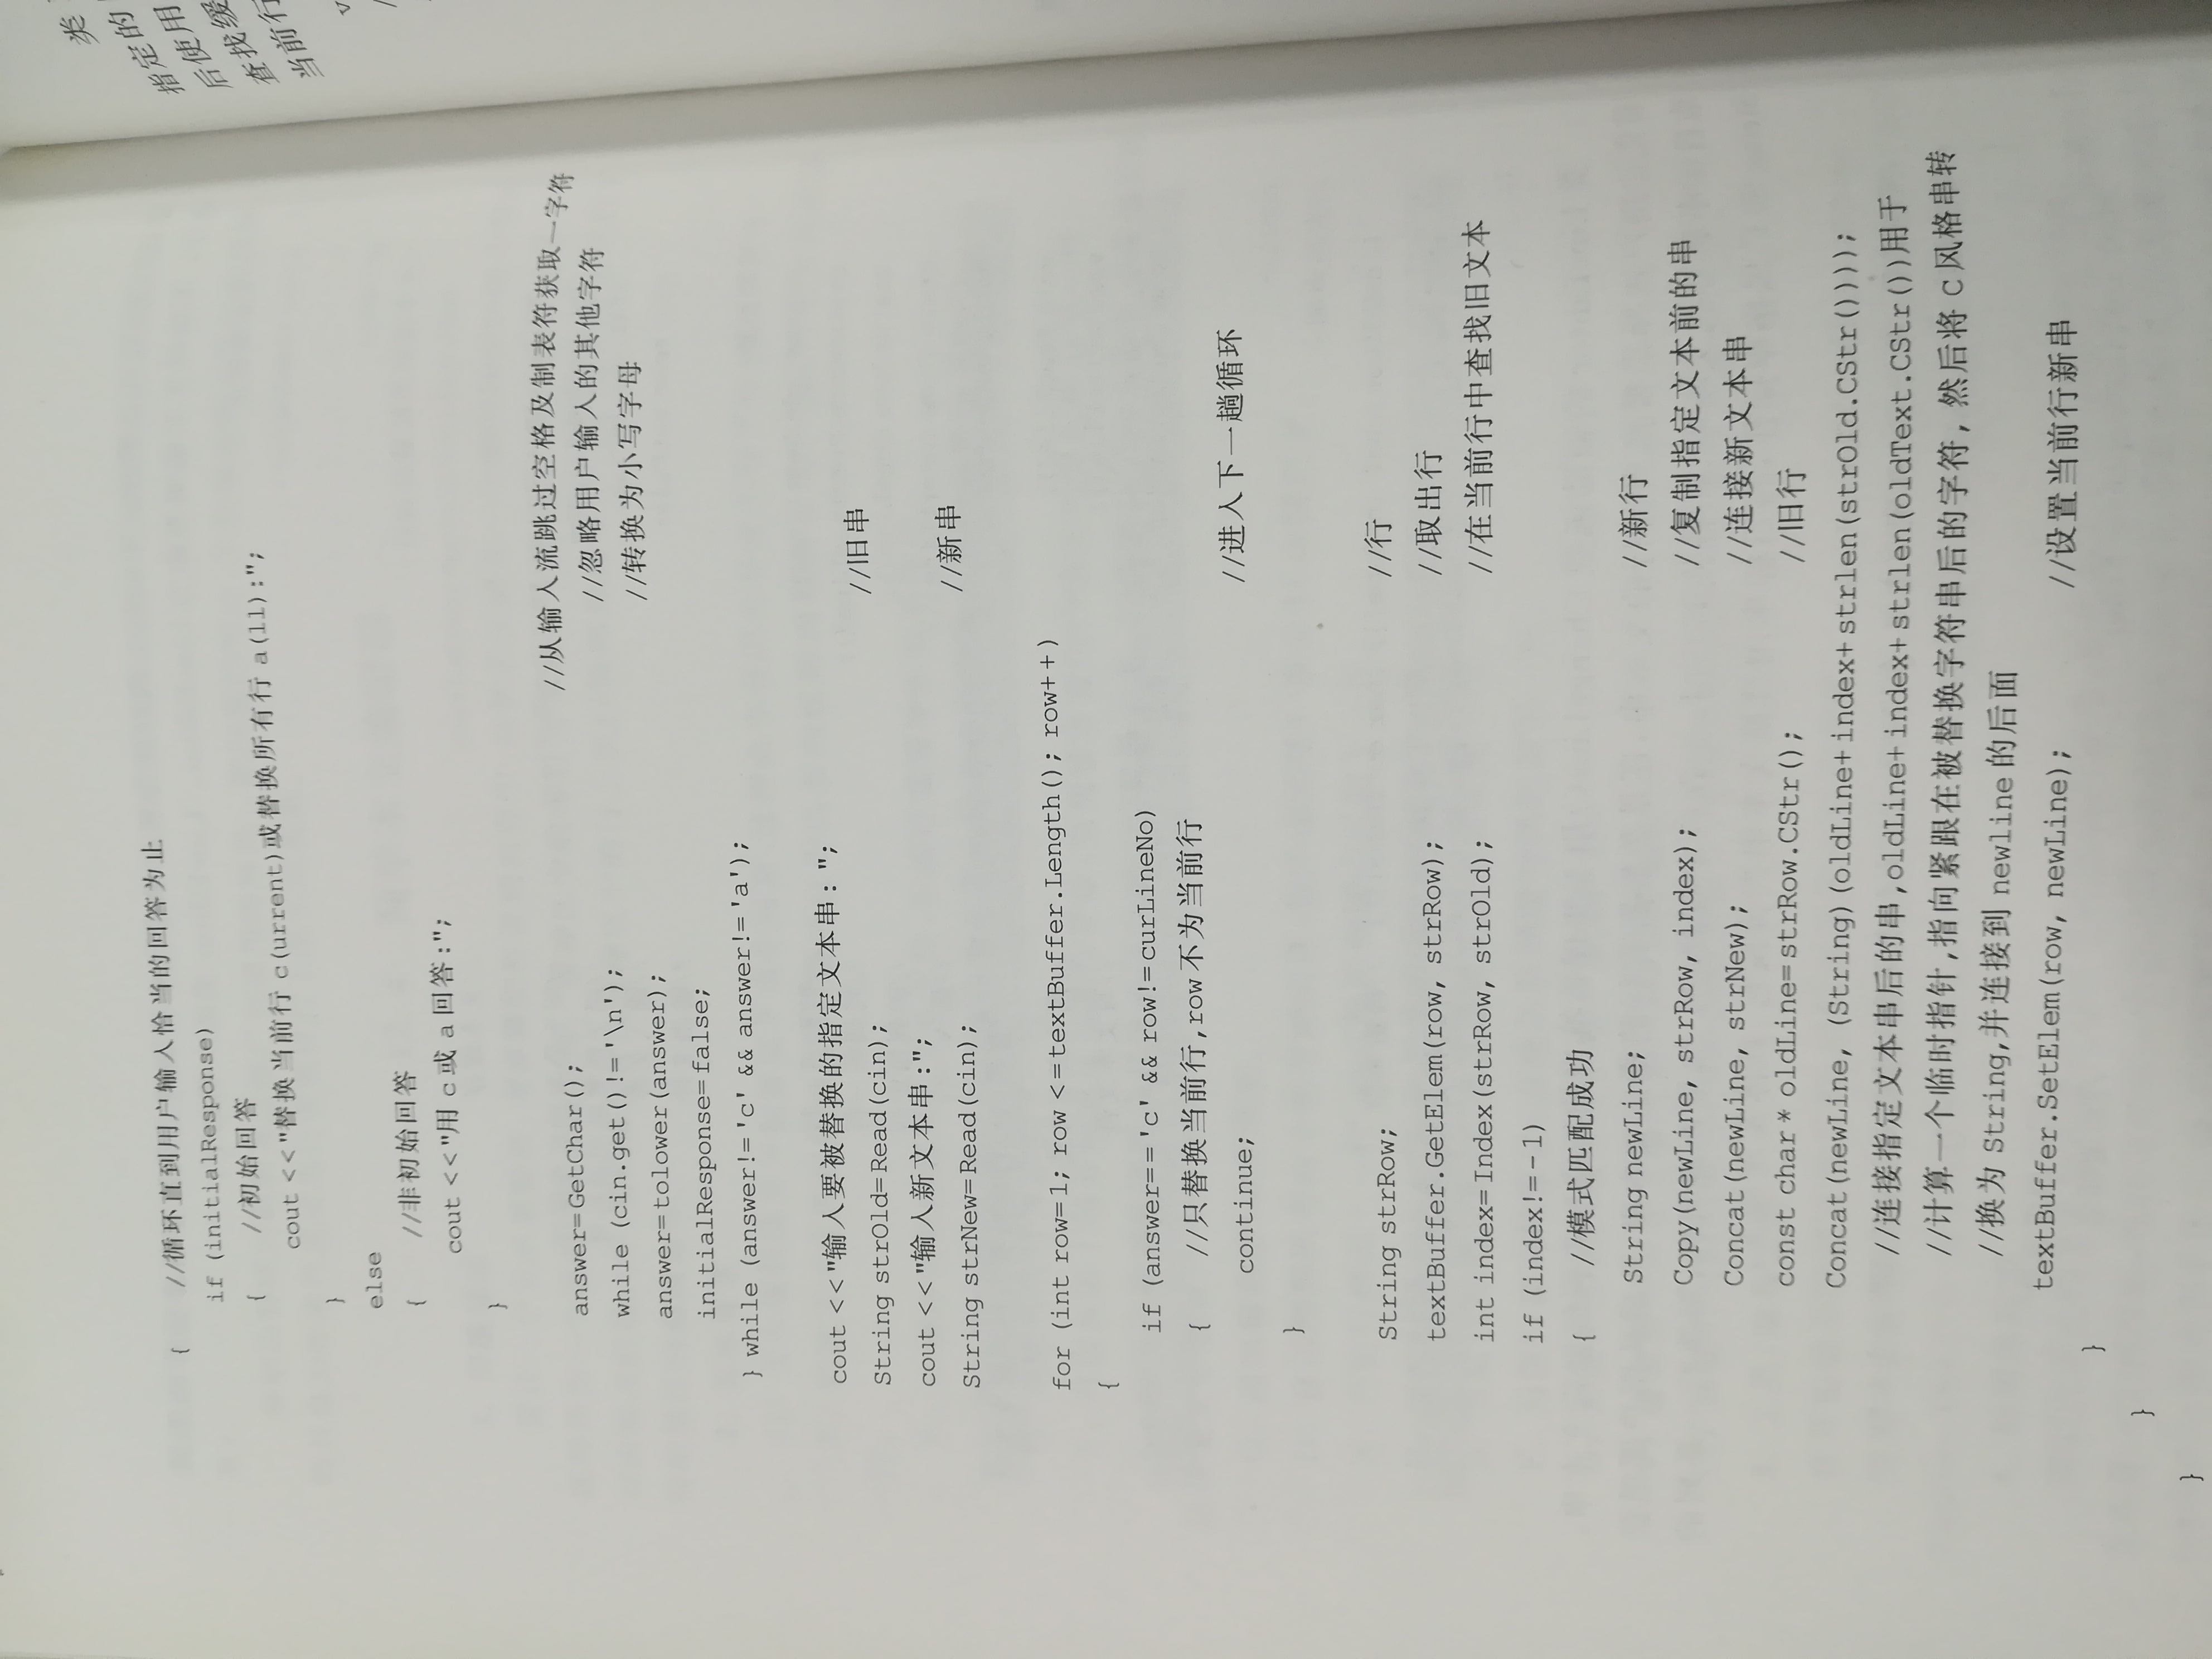 {    //循环直到用户输入恰当的回答为止
if (initialResponse)
{    //初始回答
cout <<"替换当前行 c(urrent)或替换所有行 a(ll):";
}
else
{    //非初始回答
cout <<"用 c或 a 回答:";
}
answer=GetChar();    //从输入流跳过空格及制表符获取一字符
while (cin.get()!='\n');    //忽略用户输入的其他字符
answer=tolower(answer);    //转换为小写字母
initialResponse=false;
} while (answer!='c' && answer!='a');
cout <<"输入要被替换的指定文本串: ";
String strOld=Read(cin);    //旧串
cout <<"输入新文本串:";
String strNew=Read(cin);    //新串
for (int row=1; row <=textBuffer.Length(); row++)
{
if (answer=='c' && row!=curLineNo)
{    //只替换当前行,row不为当前行
continue;    //进入下一趟循环
}
String strRow;    //行
textBuffer.GetElem(row, strRow);    //取出行
int index=Index(strRow, strOld);    //在当前行中查找旧文本
if (index!=-1)
{    //模式匹配成功
String newLine;    //新行
Copy(newLine, strRow, index);    //复制指定文本前的串
Concat(newLine, strNew);    //连接新文本串
const char * oldLine=strRow.CStr();    //旧行
Concat(newLine, (String)(oldLine+index+strlen(strOld.CStr())));
//连接指定文本串后的串,oldLine+index+strlen(oldText.CStr())用于
//计算一个临时指针,指向紧跟在被替换字符串后的字符, 然后将 C风格串转
//换为 String,并连接到 newline 的后面
textBuffer.SetElem(row, newLine);    //设置当前行新串
}
}
}
类
指定的
后使用
查找缓
当前行